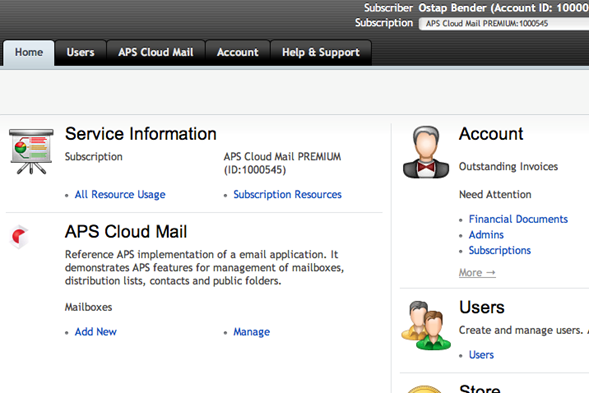 Subscriber Ostap Bender (Account ID: 10000
Subscription APS Cloud Mail PREMIUM:1000545
Home Users APS Cloud Mail Account Help & Support
Service Information
Subscription APS Cloud Mail PREMIUM
(ID:1000545)
• All Resource Usage • Subscription Resources
APS Cloud Mail
Reference APS implementation of a email application. It
demonstrates APS features for management of mailboxes,
distribution lists, contacts and public folders.
Mailboxes
• Add New • Manage
Account
Outstanding Invoices
Need Attention
• Financial Documents
• Admins
• Subscriptions
More →
Users
Create and manage users. A
• Users
Store